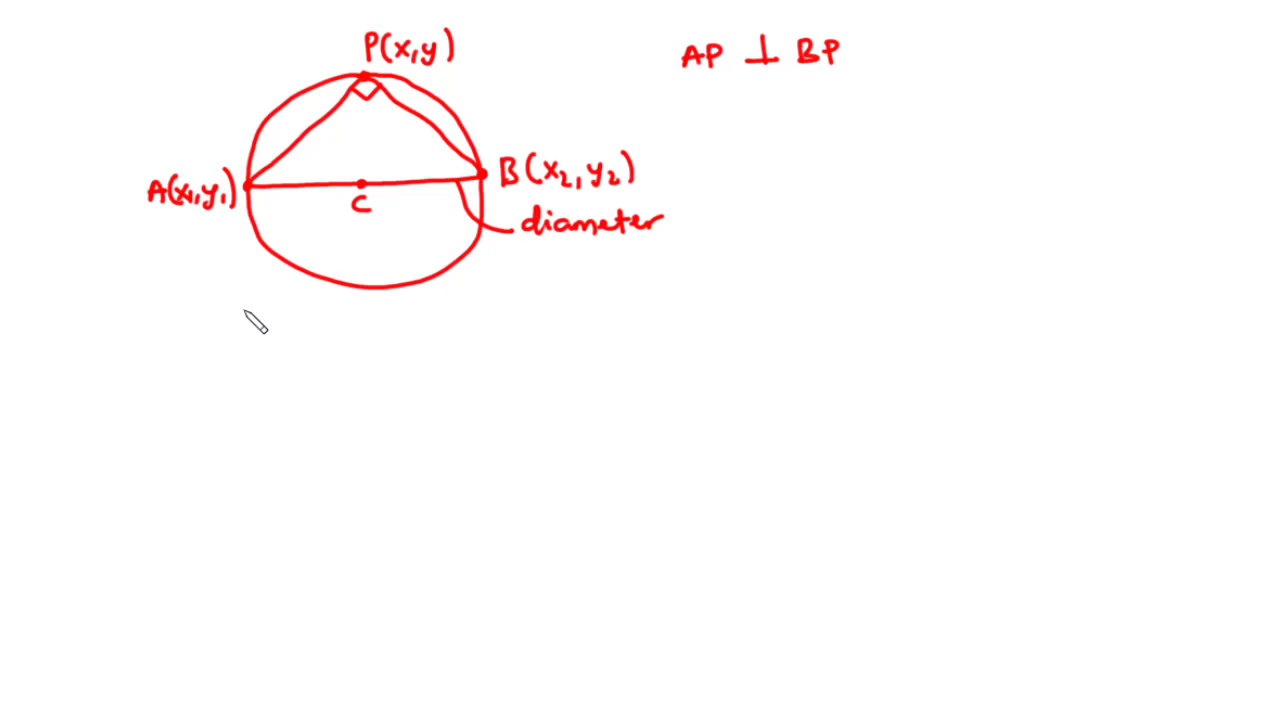 P(x,y)
AP ⊥ BP
A(x₁,y₁)
B(x₂,y₂)
C
diameter